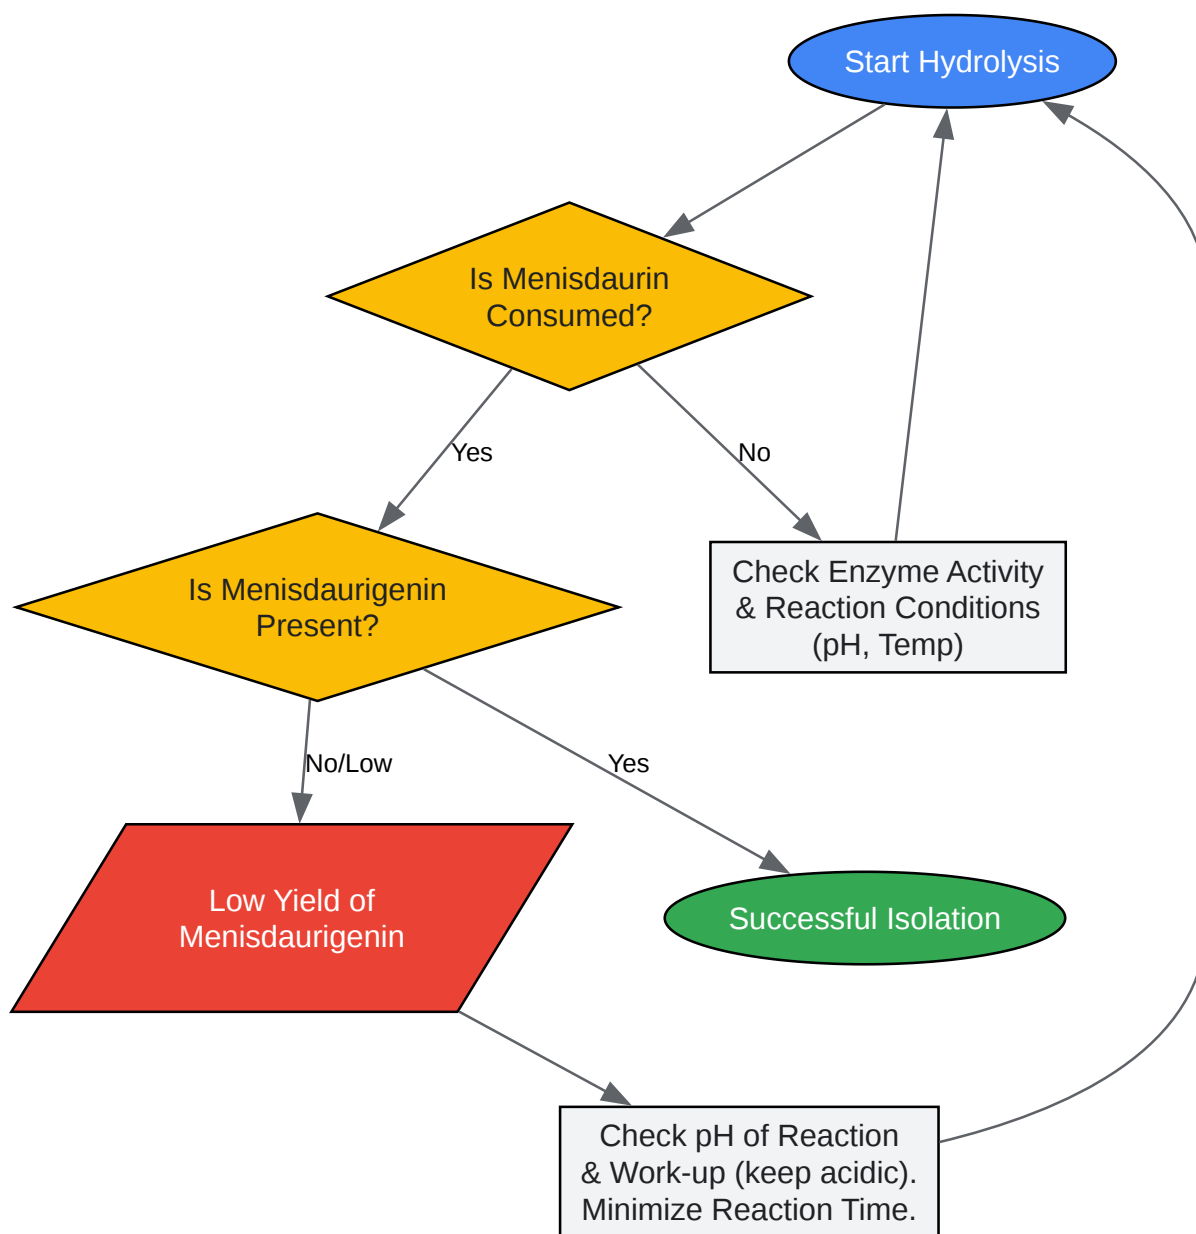 Start Hydrolysis
Is Menisdaurin
Consumed?
Yes
No
Is Menisdaurigenin
Present?
Check Enzyme Activity
& Reaction Conditions
(pH, Temp)
No/Low
Yes
Low Yield of
Menisdaurigenin
Successful Isolation
Check pH of Reaction
& Work-up (keep acidic).
Minimize Reaction Time.